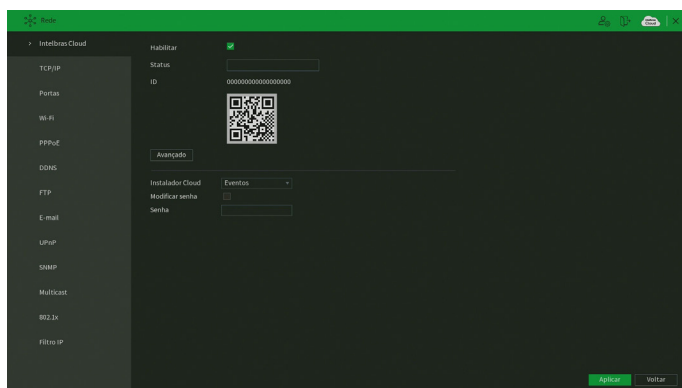 Rede
Intelbras Cloud
TCP/IP
Portas
Wi-Fi
PPPoE
DDNS
FTP
E-mail
UPnP
SNMP
Multicast
802.1x
Filtro IP
Habilitar
Status
ID 000000000000000000
Avançado
Instalador Cloud Eventos
Modificar senha
Senha
Aplicar Voltar